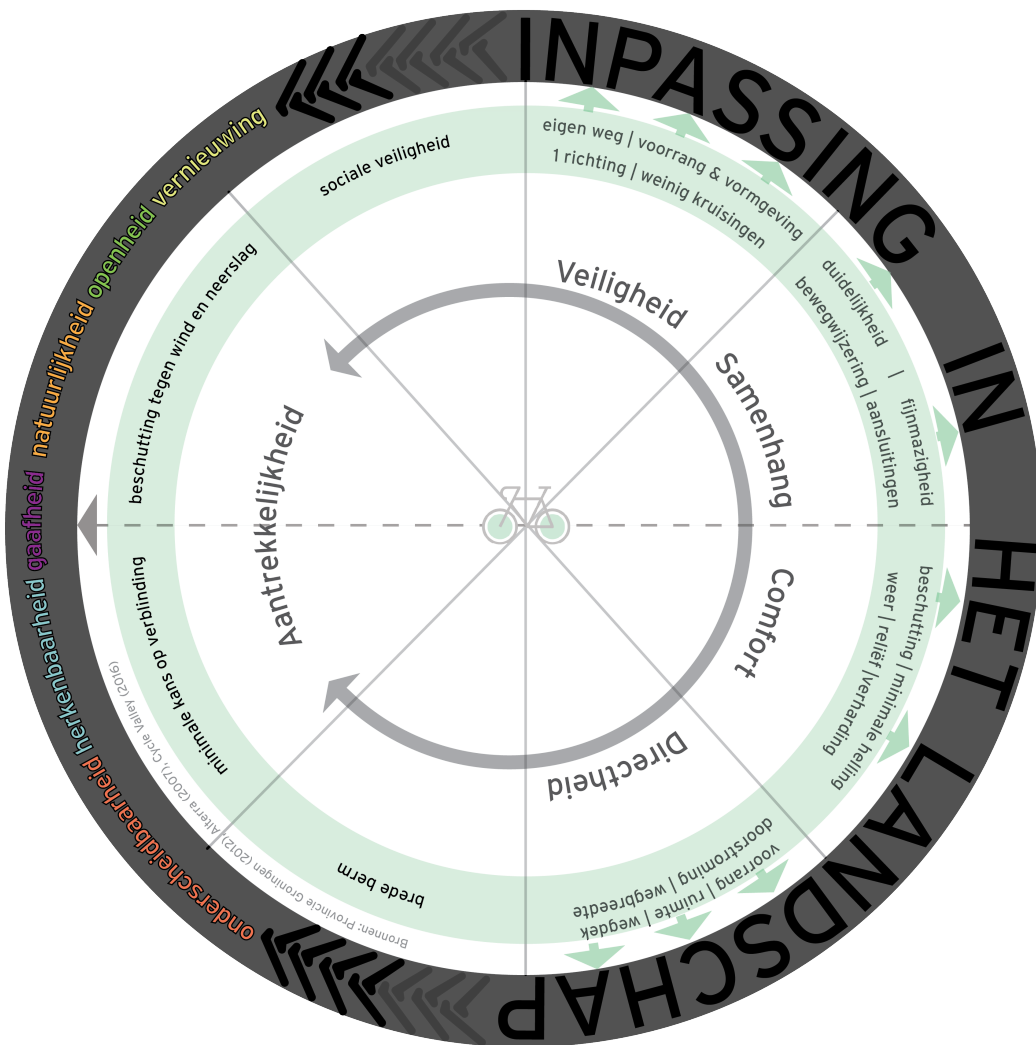 INPASSING IN HET LANDSCHAP
eigen weg | voorrang & vormgeving
1 richting | weinig kruisingen
duidelijkheid | fijnmazigheid
bewegwijzering | aansluitingen
beschutting | minimale helling
weer | reliëf |verharding
voorrang | ruimte | wegdek
doorstroming | wegbreedte
brede berm
minimale kans op verblinding
beschutting tegen wind en neerslag
sociale veiligheid
Veiligheid
Samenhang
Comfort
Directheid
Aantrekkelijkheid
onderscheidbaarheid herkenbaarheid gaafheid natuurlijkheid openheid vernieuwing
Bronnen: Provincie Groningen (2012), Alterra (2007), Cycle Valley (2016)